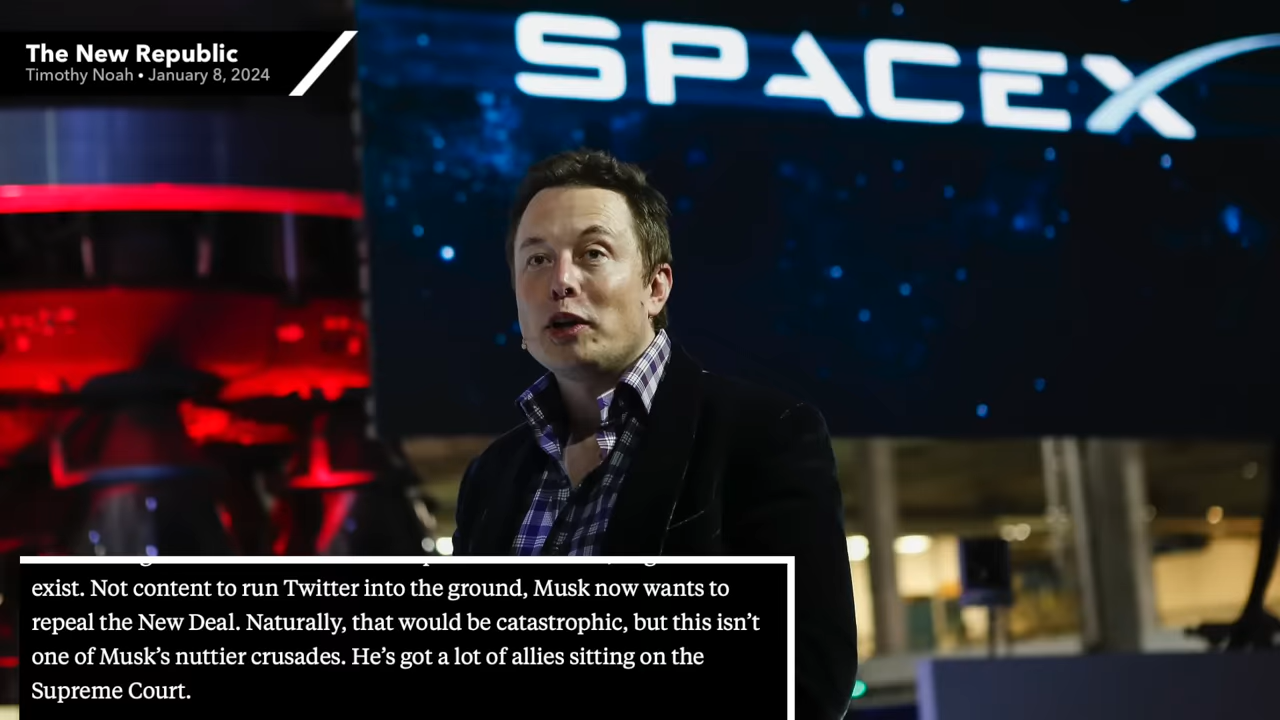 The New Republic
Timothy Noah • January 8, 2024
SPACEX
exist. Not content to run Twitter into the ground, Musk now wants to
repeal the New Deal. Naturally, that would be catastrophic, but this isn’t
one of Musk’s nuttier crusades. He’s got a lot of allies sitting on the
Supreme Court.